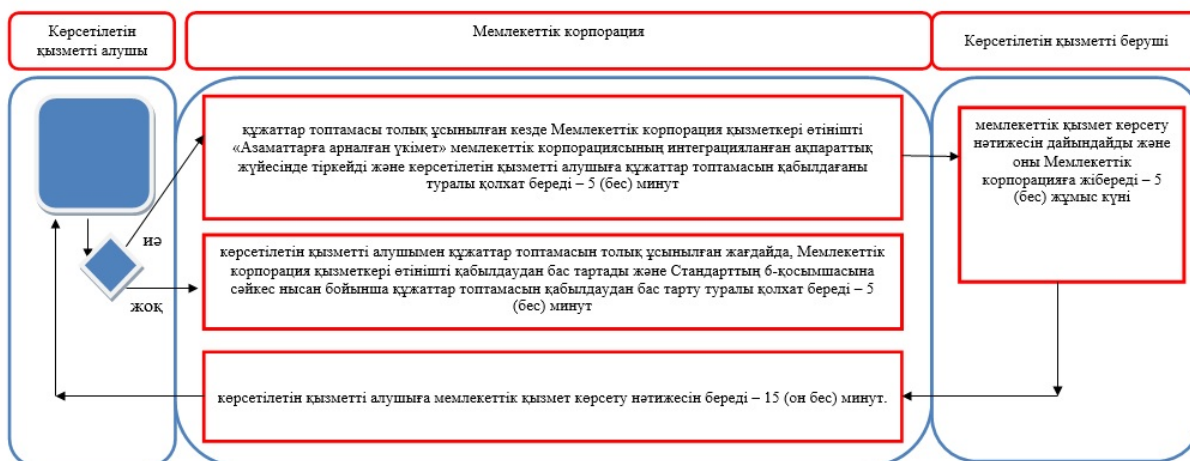 Көрсетілетін
қызметті алушы
Мемлекеттік корпорация
Көрсетілетін қызметті беруші
құжаттар топтамасы толық ұсынылған кезде Мемлекеттік корпорация қызметкері өтінішті
«Азаматтарға арналған үкімет» мемлекеттік корпорациясының интеграцияланған ақпараттық
жүйесінде тіркейді және көрсетілетін қызметті алушыға құжаттар топтамасын қабылдағаны
туралы қолхат береді – 5 (бес) минут
мемлекеттік қызмет көрсету
нәтижесін дайындайды және
оны Мемлекеттік
корпорацияға жібереді – 5
(бес) жұмыс күні
иә
көрсетілетін қызметті алушымен құжаттар топтамасын толық ұсынылған жағдайда, Мемлекеттік
корпорация қызметкері өтінішті қабылдаудан бас тартады және Стандарттың 6-қосымшасына
сәйкес нысан бойынша құжаттар топтамасын қабылдаудан бас тарту туралы қолхат береді – 5
(бес) минут
жоқ
көрсетілетін қызметті алушыға мемлекеттік қызмет көрсету нәтижесін береді – 15 (он бес) минут.